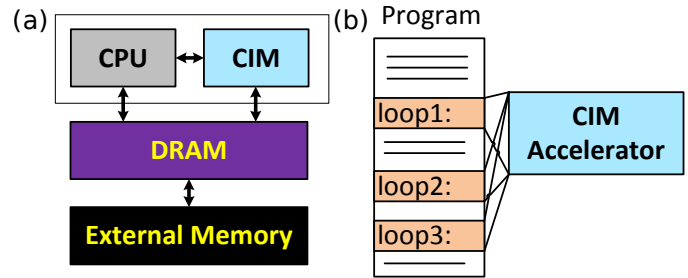 (a)
CPU
CIM
DRAM
External Memory
(b)
Program
loop1:
loop2:
loop3:
CIM
Accelerator